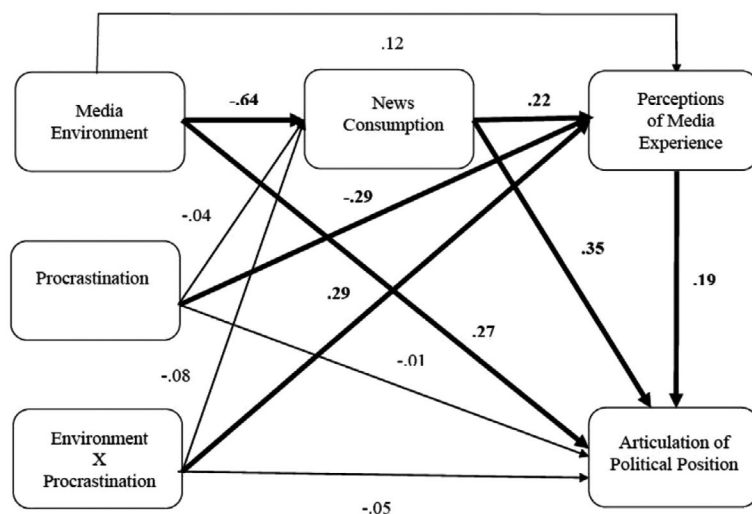 .12
Media
Environment
-.64
News
Consumption
.22
Perceptions
of Media
Experience
-.04
-.29
Procrastination
.29
.35
.19
-.08
.27
-.01
Environment
X
Procrastination
Articulation of
Political Position
-.05